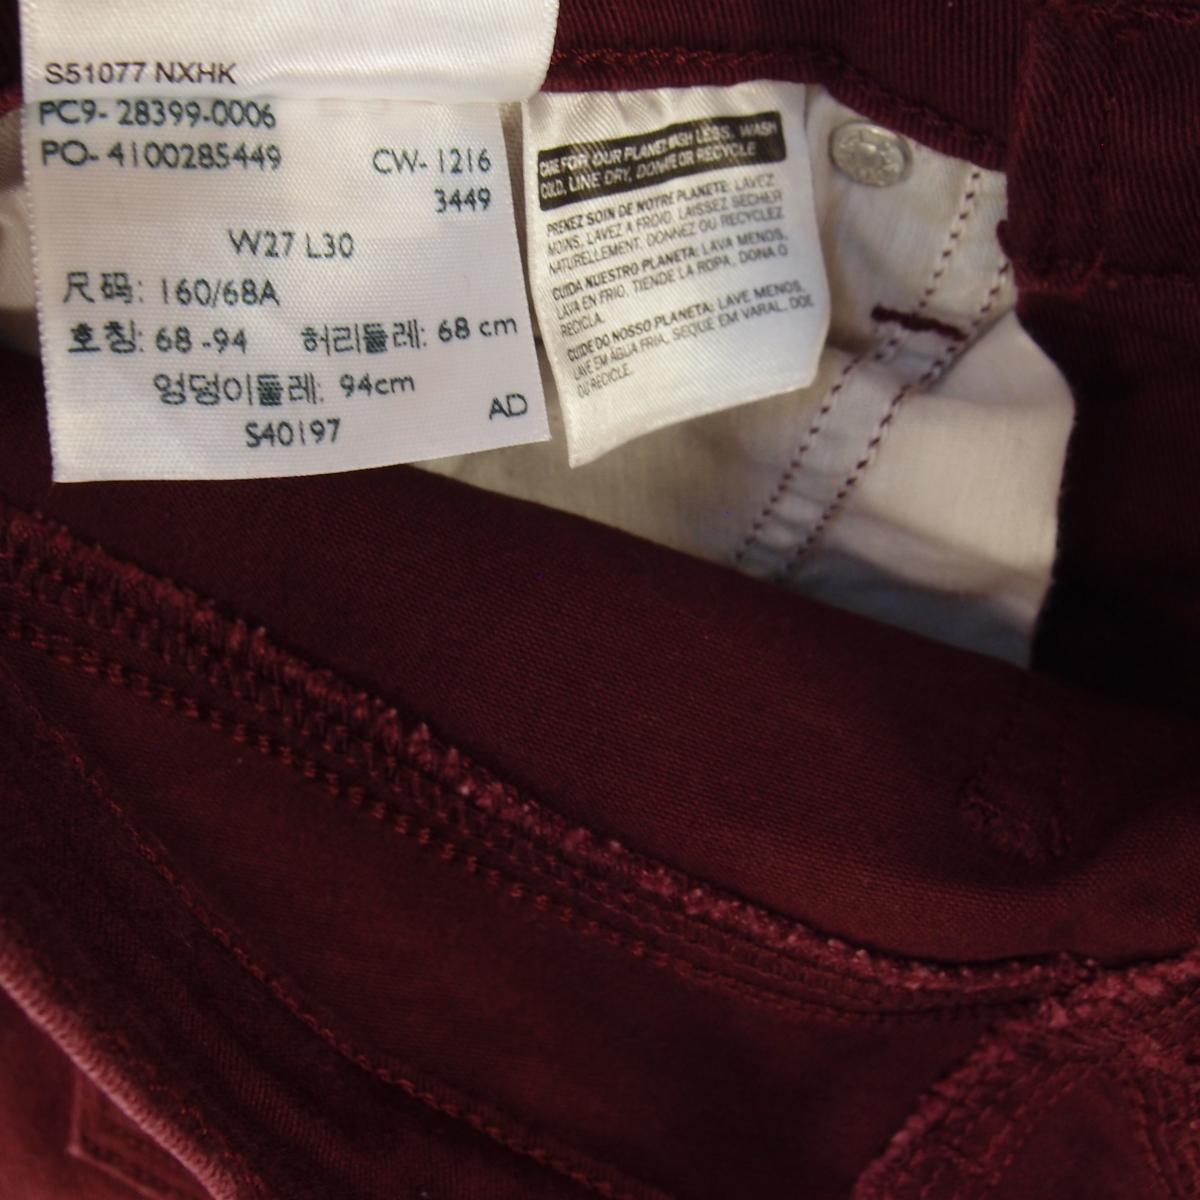 S51077 NXHK
PC9- 28399-0006
PO- 4100285449
CW- 1216
3449
W27 L30
尺码: 160/68A
호칭: 68 -94 허리둘레: 68 cm
엉덩이둘레: 94cm
AD
S40197
CARE FOR OUR PLANET: WASH LESS, WASH
COLD, LINE DRY, DONATE OR RECYCLE
PRENEZ SOIN DE NOTRE PLANETE: LAVEZ
MOINS, LAVEZ A FROID, LAISSEZ SECHER
NATURELLEMENT, DONNEZ OU RECYCLEZ
CUIDA NUESTRO PLANETA: LAVA MENOS,
LAVA EN FRIO, TIENDE LA ROPA, DONA O
RECICLA.
CUIDE DO NOSSO PLANETA: LAVE MENOS,
LAVE EM ÁGUA FRIA, SEQUE EM VARAL, DOE
OU RECICLE.